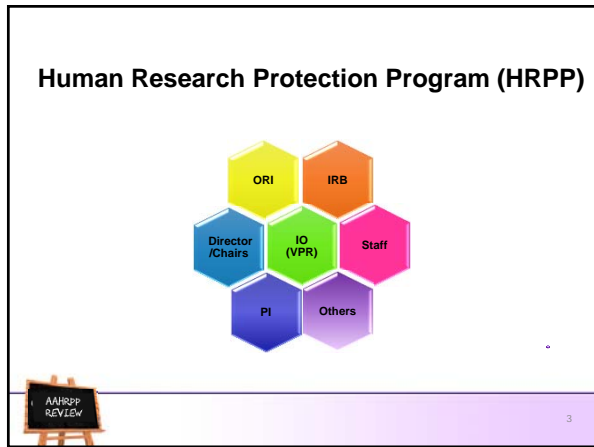 Human Research Protection Program (HRPP)
ORI
IRB
Director
/Chairs
IO
(VPR)
Staff
PI
Others
AAHRPP
REVIEW
3